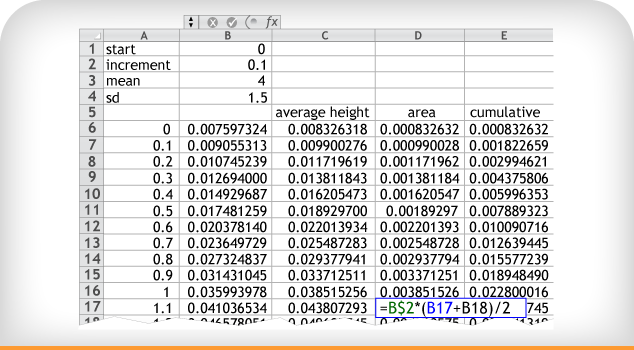 fx
A B C D E
1 start 0
2 increment 0.1
3 mean 4
4 sd 1.5
5 average height area cumulative
6 0 0.007597324 0.008326318 0.000832632 0.000832632
7 0.1 0.009055313 0.009900276 0.000990028 0.001822659
8 0.2 0.010745239 0.011719619 0.001171962 0.002994621
9 0.3 0.012694000 0.013811843 0.001381184 0.004375806
10 0.4 0.014929687 0.016205473 0.001620547 0.005996353
11 0.5 0.017481259 0.018929700 0.00189297 0.007889323
12 0.6 0.020378140 0.022013934 0.002201393 0.010090716
13 0.7 0.023649729 0.025487283 0.002548728 0.012639445
14 0.8 0.027324837 0.029377941 0.002937794 0.015577239
15 0.9 0.031431045 0.033712511 0.003371251 0.018948490
16 1 0.035993978 0.038515256 0.003851526 0.022800016
17 1.1 0.041036534 0.043807293 =B$2*(B17+B18)/2 745